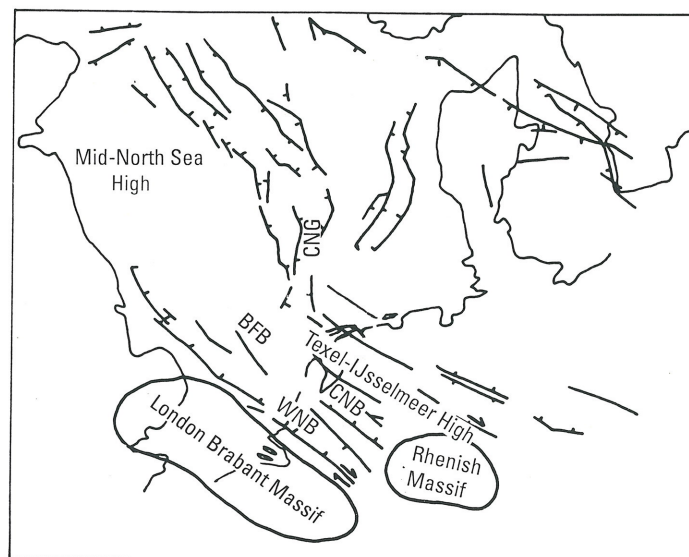 Mid-North Sea
High
CNG
BFB
Texel-IJsselmeer High
CNB
WNB
London Brabant Massif
Rhenish
Massif